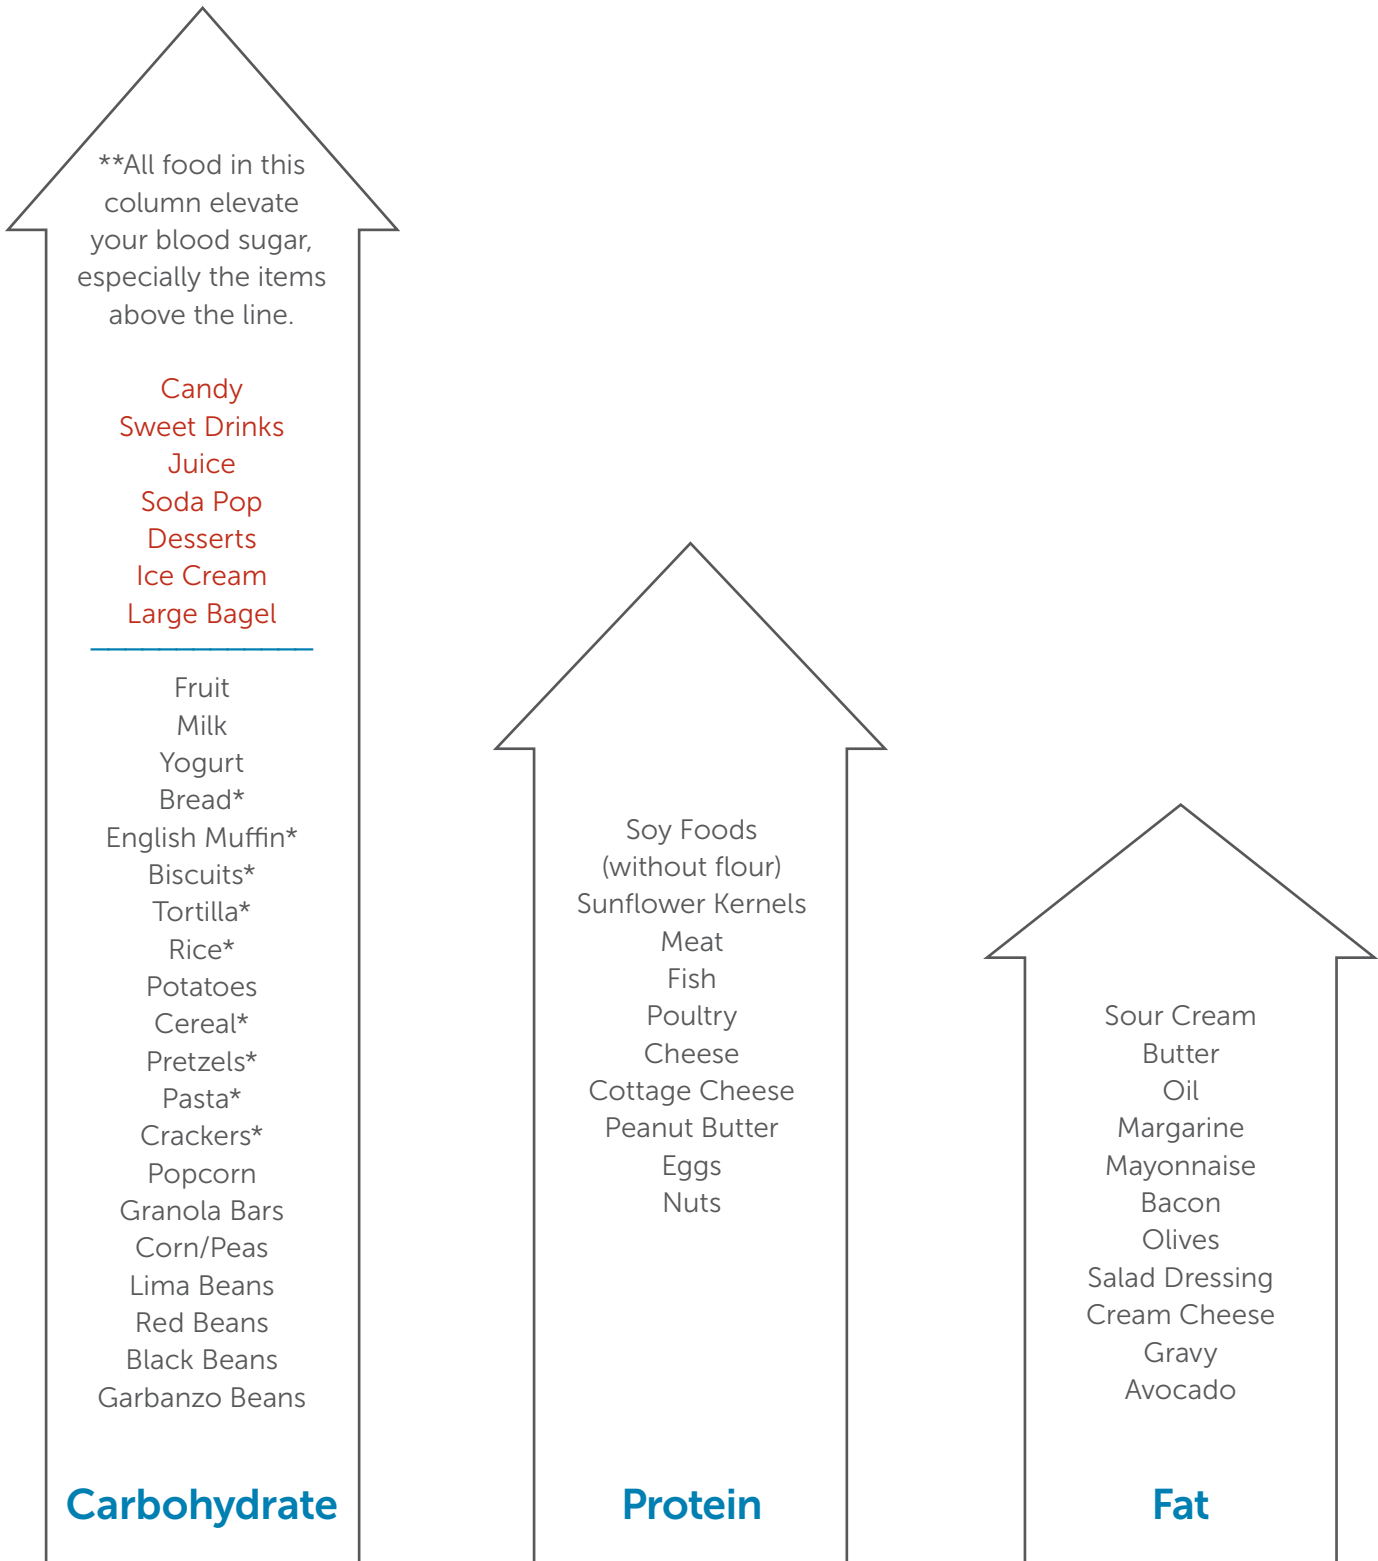 **All food in this
column elevate
your blood sugar,
especially the items
above the line.
Candy
Sweet Drinks
Juice
Soda Pop
Desserts
Ice Cream
Large Bagel
Fruit
Milk
Yogurt
Bread*
English Muffin*
Biscuits*
Tortilla*
Rice*
Potatoes
Cereal*
Pretzels*
Pasta*
Crackers*
Popcorn
Granola Bars
Corn/Peas
Lima Beans
Red Beans
Black Beans
Garbanzo Beans
Carbohydrate
Soy Foods
(without flour)
Sunflower Kernels
Meat
Fish
Poultry
Cheese
Cottage Cheese
Peanut Butter
Eggs
Nuts
Protein
Sour Cream
Butter
Oil
Margarine
Mayonnaise
Bacon
Olives
Salad Dressing
Cream Cheese
Gravy
Avocado
Fat